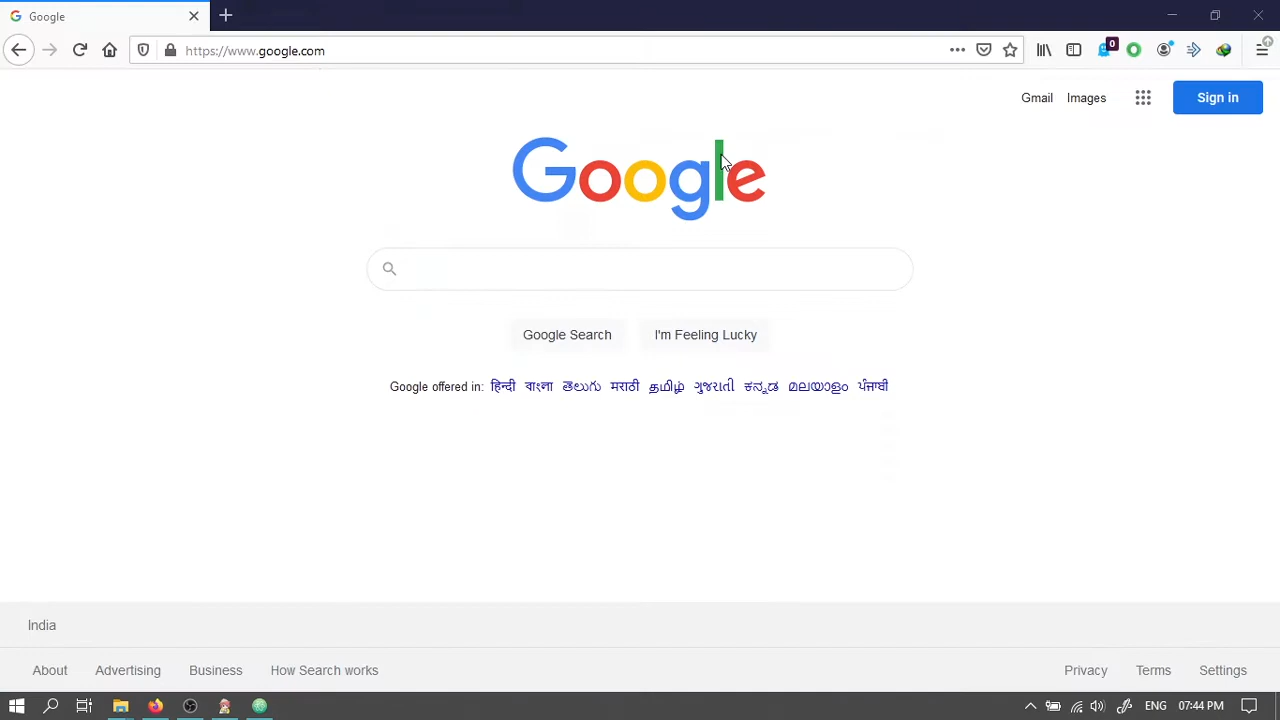 Google
https://www.google.com
0
Gmail Images Sign in
Google
Google Search I'm Feeling Lucky
Google offered in: हिन्दी বাংলা తెలుగు मराठी தமிழ் ગુજરાતી ಕನ್ನಡ മലയാളം ਪੰਜਾਬੀ
India
About Advertising Business How Search works Privacy Terms Settings
ENG 07:44 PM